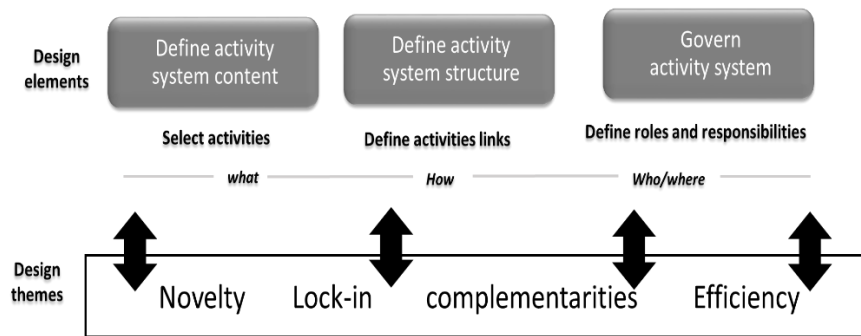 Design
elements
Define activity
system content
Define activity
system structure
Govern
activity system
Select activities
Define activities links
Define roles and responsibilities
what
How
Who/where
Design
themes
Novelty
Lock-in
complementarities
Efficiency